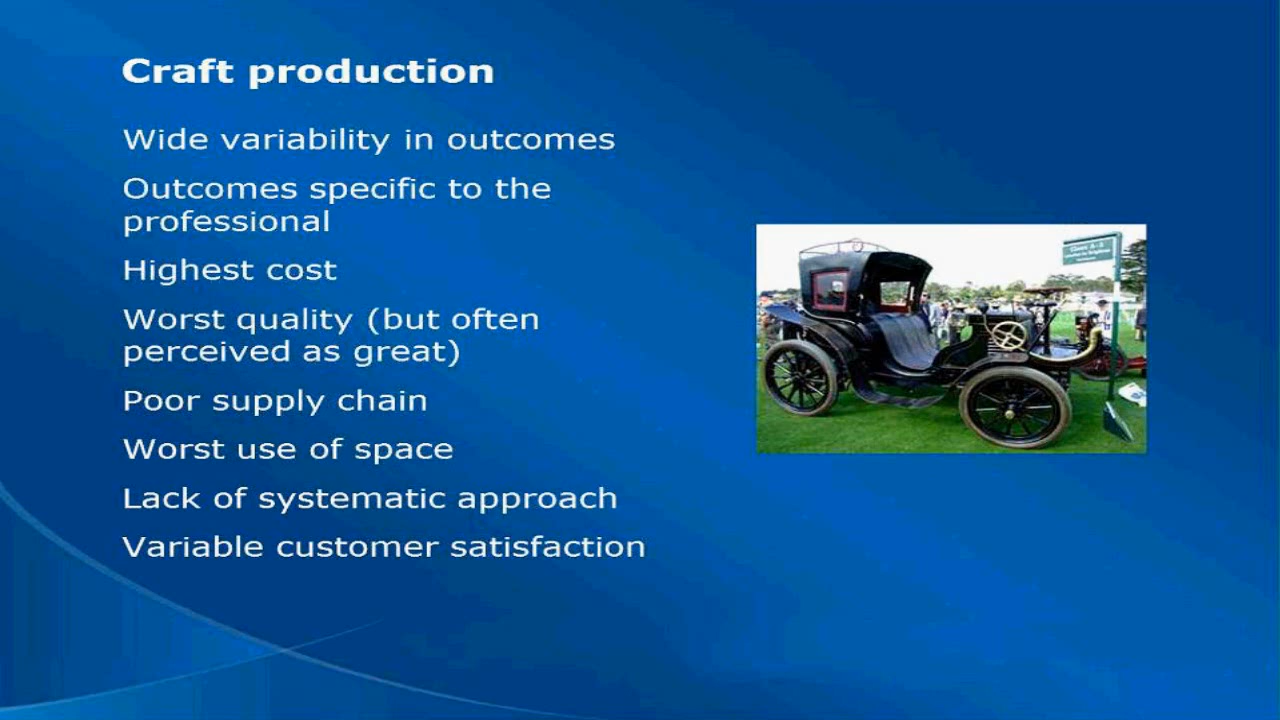 Craft production
Wide variability in outcomes
Outcomes specific to the
professional
Highest cost
Worst quality (but often
perceived as great)
Poor supply chain
Worst use of space
Lack of systematic approach
Variable customer satisfaction